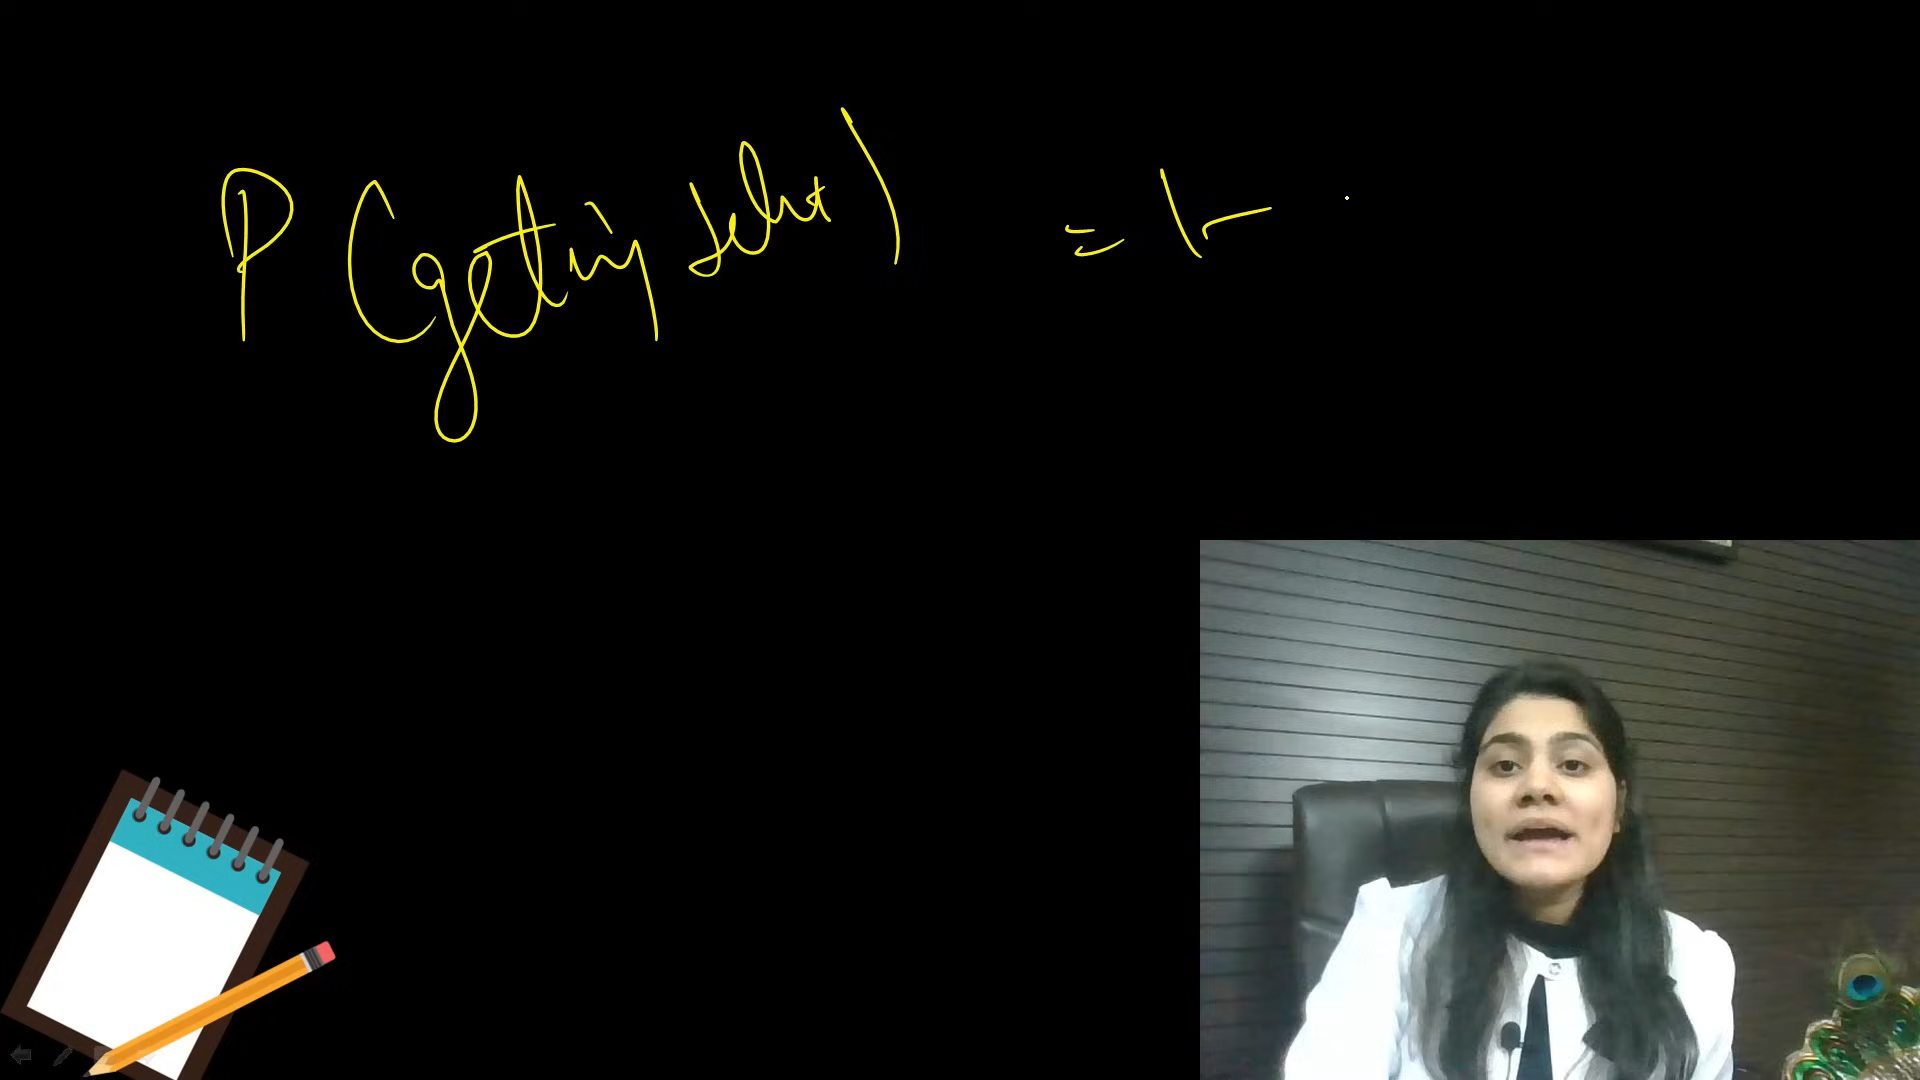 P (getting select) = 1-